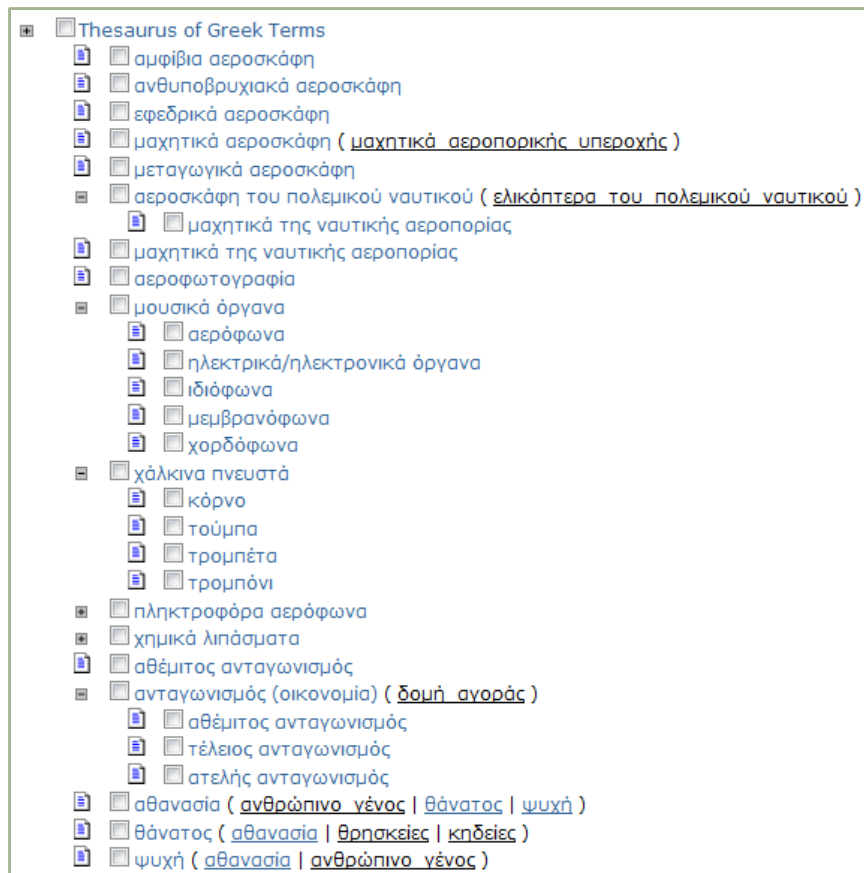 Thesaurus of Greek Terms
αμφίβια αεροσκάφη
ανθυποβρυχιακά αεροσκάφη
εφεδρικά αεροσκάφη
μαχητικά αεροσκάφη ( μαχητικά αεροπορικής υπεροχής )
μεταγωγικά αεροσκάφη
αεροσκάφη του πολεμικού ναυτικού ( ελικόπτερα του πολεμικού ναυτικού )
μαχητικά της ναυτικής αεροπορίας
μαχητικά της ναυτικής αεροπορίας
αεροφωτογραφία
μουσικά όργανα
αερόφωνα
ηλεκτρικά/ηλεκτρονικά όργανα
ιδιόφωνα
μεμβρανόφωνα
χορδόφωνα
χάλκινα πνευστά
κόρνο
τούμπα
τρομπέτα
τρομπόνι
πληκτροφόρα αερόφωνα
χημικά λιπάσματα
αθέμιτος ανταγωνισμός
ανταγωνισμός (οικονομία) ( δομή αγοράς )
αθέμιτος ανταγωνισμός
τέλειος ανταγωνισμός
ατελής ανταγωνισμός
αθανασία ( ανθρώπινο γένος | θάνατος | ψυχή )
θάνατος ( αθανασία | θρησκείες | κηδείες )
ψυχή ( αθανασία | ανθρώπινο γένος )